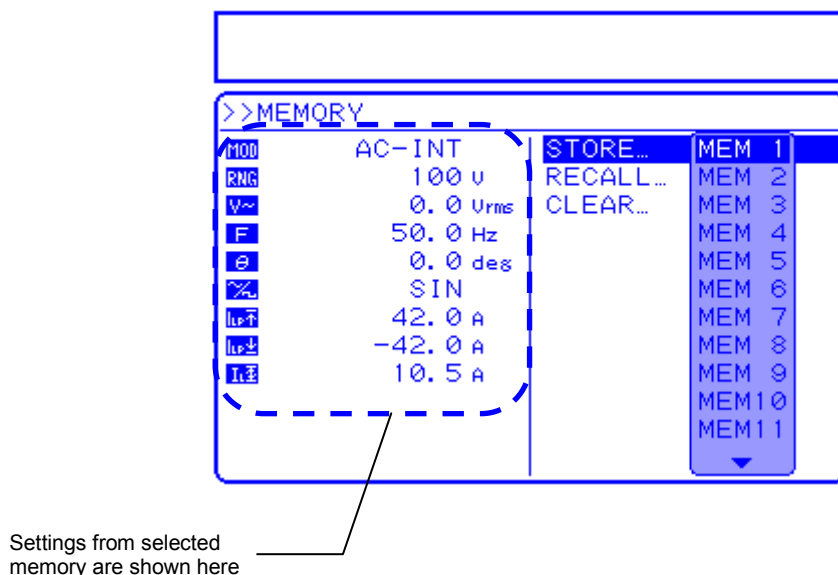 >>MEMORY
MOD AC-INT STORE… MEM 1
RNG 100 V RECALL… MEM 2
V~ 0.0 Vrms CLEAR… MEM 3
F 50.0 Hz MEM 4
θ 0.0 deg MEM 5
SIN MEM 6
42.0 A MEM 7
-42.0 A MEM 8
10.5 A MEM 9
MEM10
MEM11
Settings from selected
memory are shown here